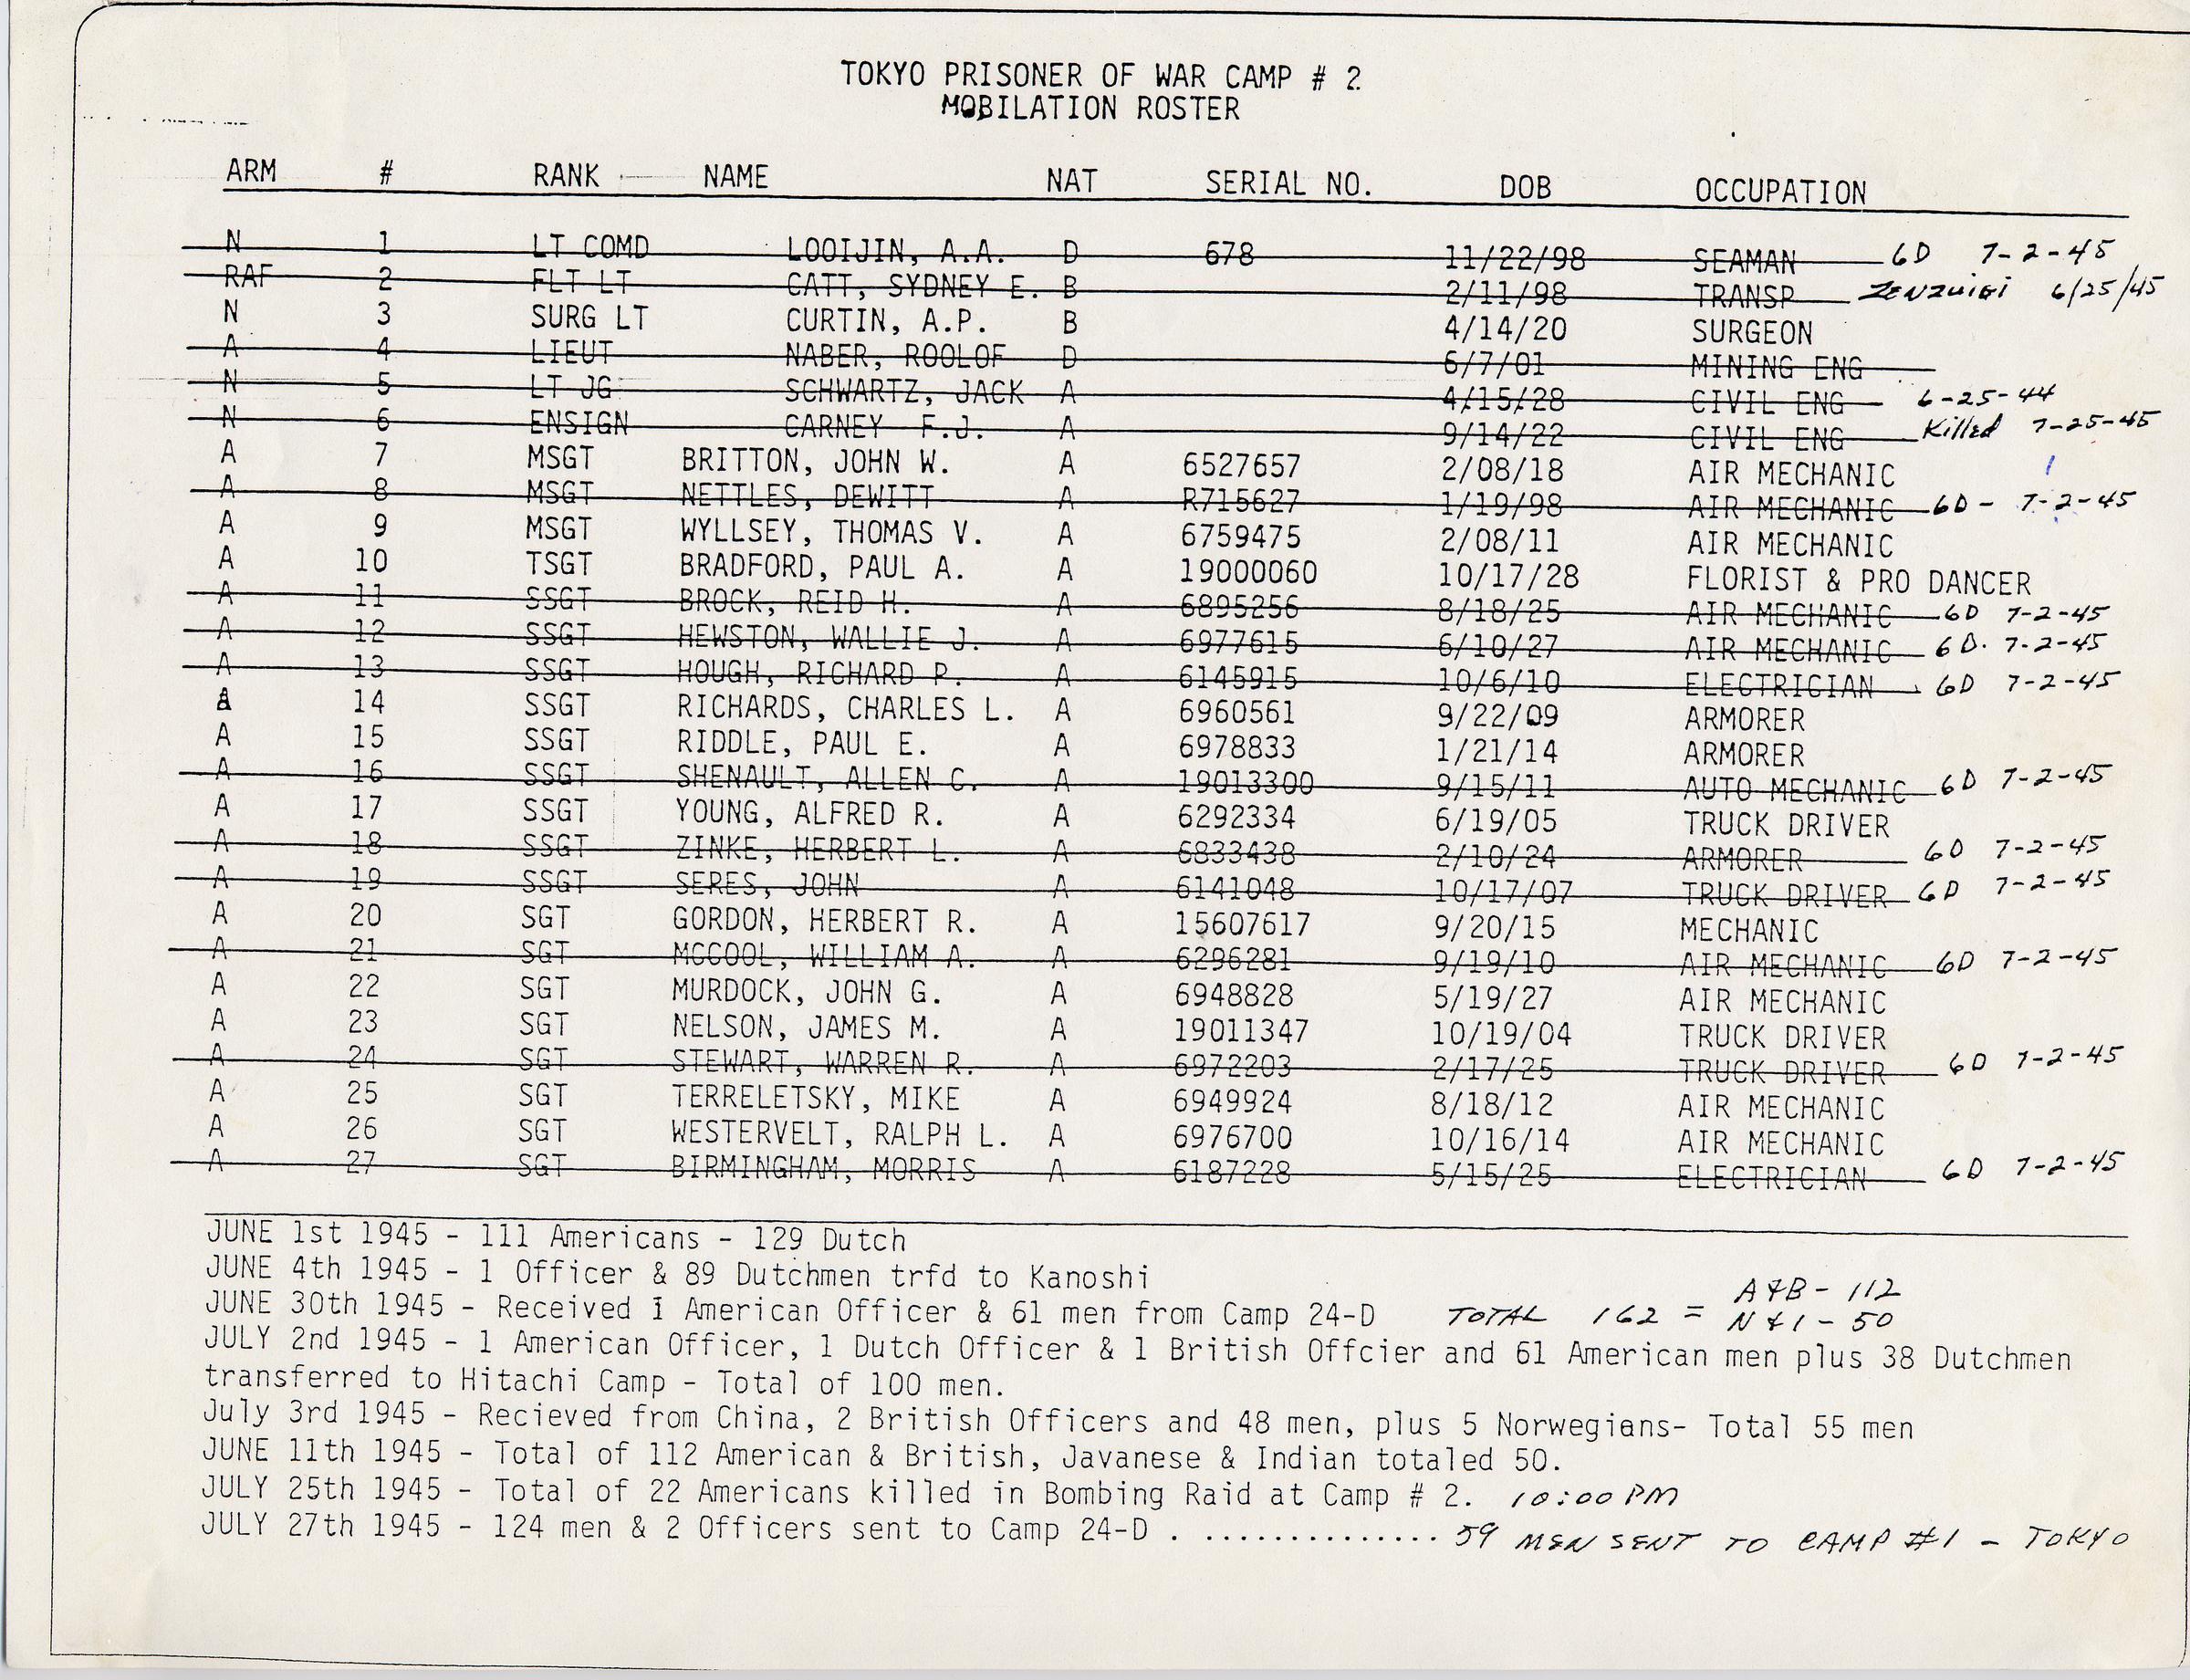 TOKYO PRISONER OF WAR CAMP # 2
MOBILATION ROSTER
ARM # RANK NAME NAT SERIAL NO. DOB OCCUPATION
N 1 LT COMD LOOIJIN, A.A. D 678 11/22/98 SEAMAN 6D 7-2-45
RAF 2 FLT LT CATT, SYDNEY E. B 2/11/98 TRANSP ZENZUIGI 6/25/45
N 3 SURG LT CURTIN, A.P. B 4/14/20 SURGEON
A 4 LIEUT NABER, ROOLOF D 6/7/01 MINING ENG
N 5 LT JG SCHWARTZ, JACK A 4/15/28 CIVIL ENG 6-25-44
N 6 ENSIGN CARNEY F.J. A 9/14/22 CIVIL ENG Killed 7-25-45
A 7 MSGT BRITTON, JOHN W. A 6527657 2/08/18 AIR MECHANIC
A 8 MSGT NETTLES, DEWITT A R715627 1/19/98 AIR MECHANIC 6D - 7-2-45
A 9 MSGT WYLLSEY, THOMAS V. A 6759475 2/08/11 AIR MECHANIC
A 10 TSGT BRADFORD, PAUL A. A 19000060 10/17/28 FLORIST & PRO DANCER
A 11 SSGT BROCK, REID H. A 6895256 8/18/25 AIR MECHANIC 6D 7-2-45
A 12 SSGT HEWSTON, WALLIE J. A 6977615 6/10/27 AIR MECHANIC 6D. 7-2-45
A 13 SSGT HOUGH, RICHARD P. A 6145915 10/6/10 ELECTRICIAN 6D 7-2-45
A 14 SSGT RICHARDS, CHARLES L. A 6960561 9/22/09 ARMORER
A 15 SSGT RIDDLE, PAUL E. A 6978833 1/21/14 ARMORER
A 16 SSGT SHENAULT, ALLEN C. A 19013300 9/15/11 AUTO MECHANIC 6D 7-2-45
A 17 SSGT YOUNG, ALFRED R. A 6292334 6/19/05 TRUCK DRIVER
A 18 SSGT ZINKE, HERBERT L. A 6833438 2/10/24 ARMORER 6D 7-2-45
A 19 SSGT SERES, JOHN A 6141048 10/17/07 TRUCK DRIVER 6D 7-2-45
A 20 SGT GORDON, HERBERT R. A 15607617 9/20/15 MECHANIC
A 21 SGT MCCOOL, WILLIAM A. A 6296281 9/19/10 AIR MECHANIC 6D 7-2-45
A 22 SGT MURDOCK, JOHN G. A 6948828 5/19/27 AIR MECHANIC
A 23 SGT NELSON, JAMES M. A 19011347 10/19/04 TRUCK DRIVER
A 24 SGT STEWART, WARREN R. A 6972203 2/17/25 TRUCK DRIVER 6D 7-2-45
A 25 SGT TERRELETSKY, MIKE A 6949924 8/18/12 AIR MECHANIC
A 26 SGT WESTERVELT, RALPH L. A 6976700 10/16/14 AIR MECHANIC
A 27 SGT BIRMINGHAM, MORRIS A 6187228 5/15/25 ELECTRICIAN 6D 7-2-45
JUNE 1st 1945 - 111 Americans - 129 Dutch
JUNE 4th 1945 - 1 Officer & 89 Dutchmen trfd to Kanoshi
A&B - 112
JUNE 30th 1945 - Received 1 American Officer & 61 men from Camp 24-D TOTAL 162 = N & I - 50
JULY 2nd 1945 - 1 American Officer, 1 Dutch Officer & 1 British Offcier and 61 American men plus 38 Dutchmen
transferred to Hitachi Camp - Total of 100 men.
July 3rd 1945 - Recieved from China, 2 British Officers and 48 men, plus 5 Norwegians- Total 55 men
JUNE 11th 1945 - Total of 112 American & British, Javanese & Indian totaled 50.
JULY 25th 1945 - Total of 22 Americans killed in Bombing Raid at Camp # 2. 10:00 PM
JULY 27th 1945 - 124 men & 2 Officers sent to Camp 24-D . ............... 59 MEN SENT TO CAMP #1 - TOKYO